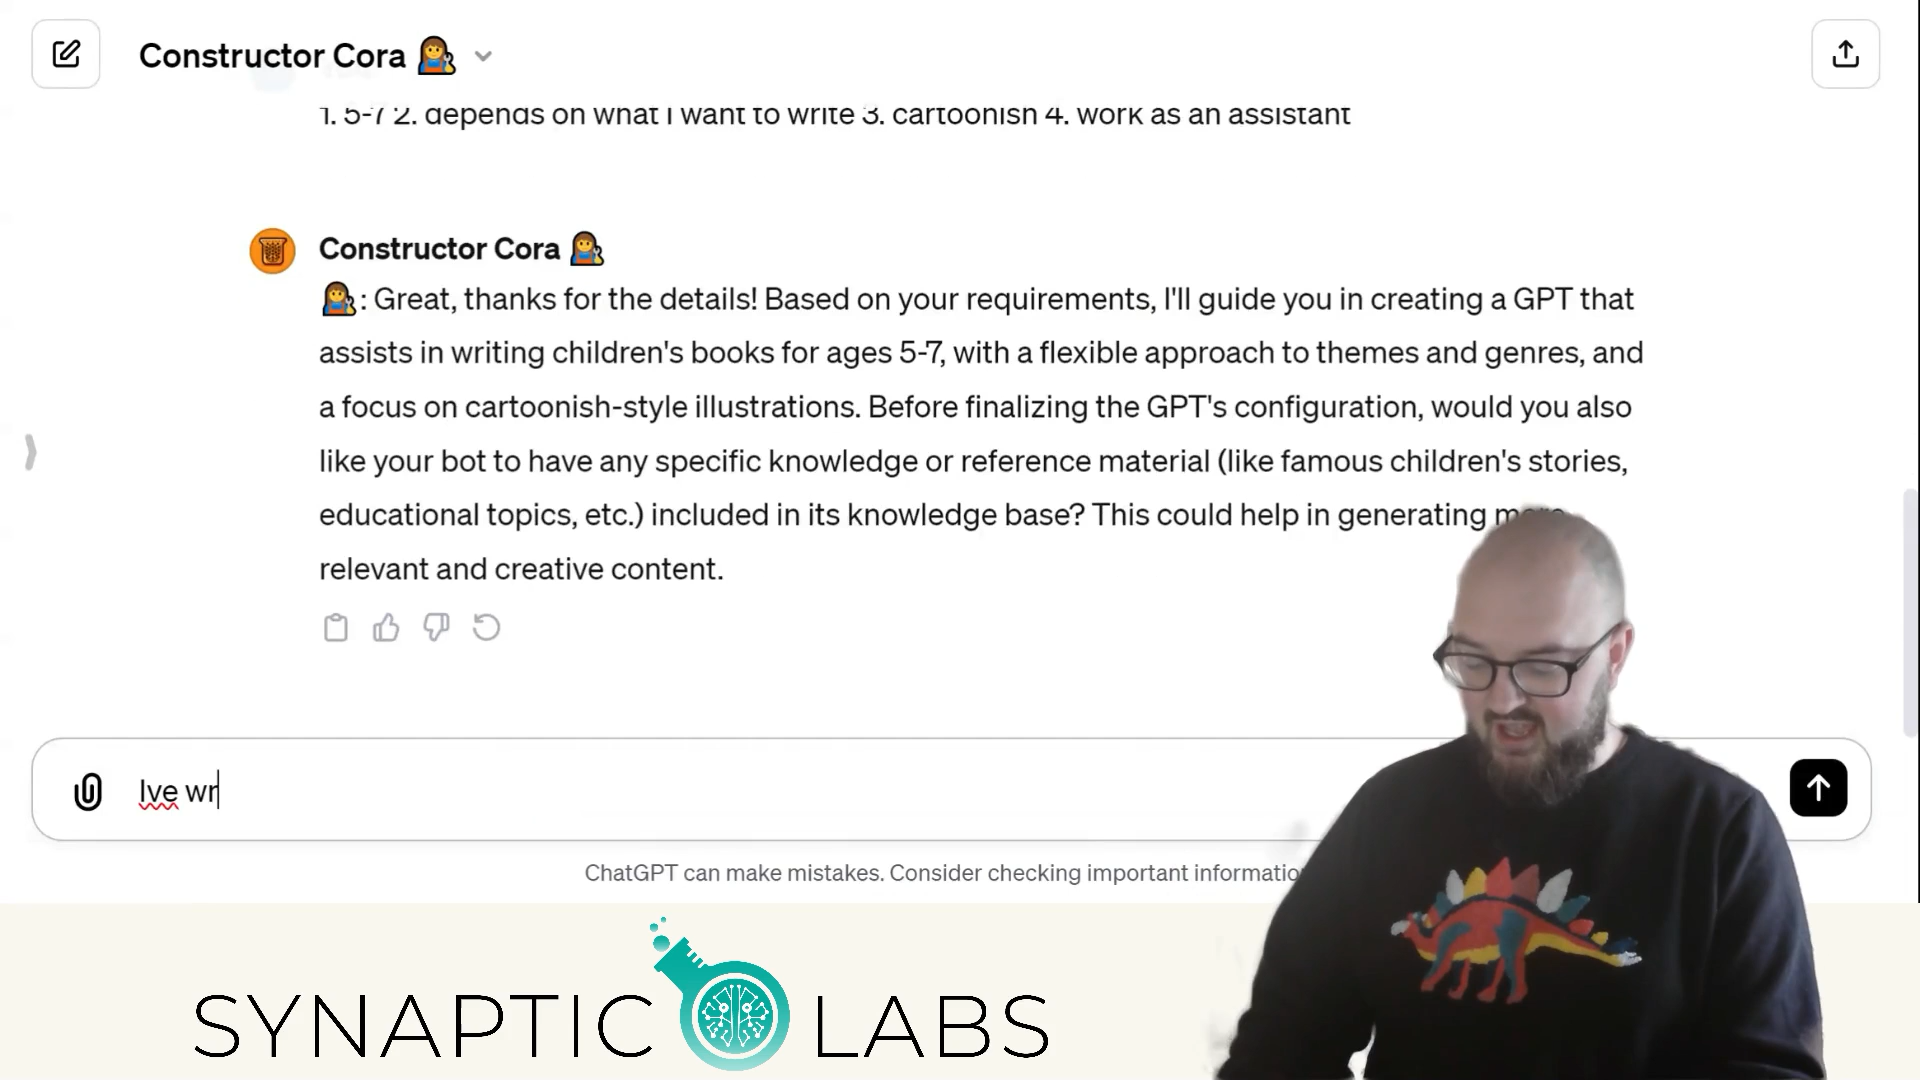 Constructor Cora
1. 5-7 2. depends on what I want to write 3. cartoonish 4. work as an assistant
Constructor Cora
: Great, thanks for the details! Based on your requirements, I'll guide you in creating a GPT that
assists in writing children's books for ages 5-7, with a flexible approach to themes and genres, and
a focus on cartoonish-style illustrations. Before finalizing the GPT's configuration, would you also
like your bot to have any specific knowledge or reference material (like famous children's stories,
educational topics, etc.) included in its knowledge base? This could help in generating more
relevant and creative content.
Ive wr
ChatGPT can make mistakes. Consider checking important informatio
SYNAPTIC LABS